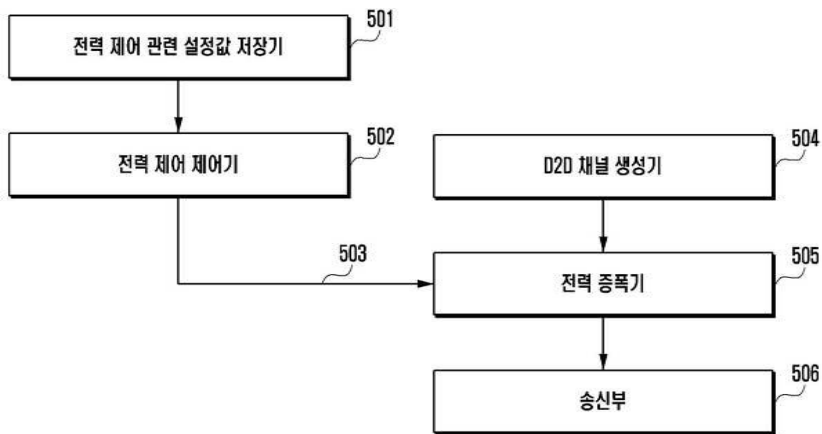 501
전력 제어 관련 설정값 저장기
502
전력 제어 제어기
504
D2D 채널 생성기
503
505
전력 증폭기
506
송신부